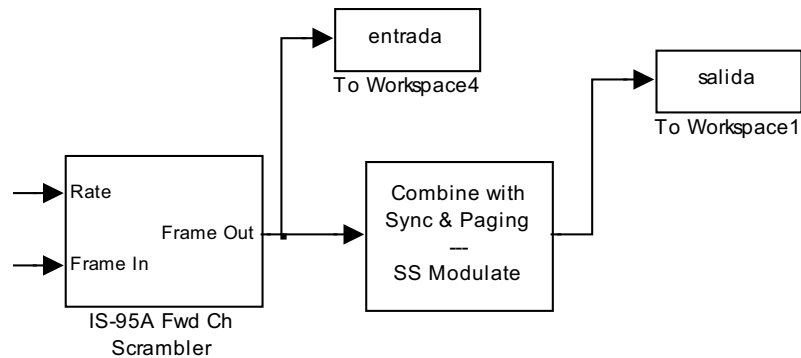 entrada
To Workspace4
salida
To Workspace1
Rate
Frame Out
Frame In
IS-95A Fwd Ch
Scrambler
Combine with
Sync & Paging
---
SS Modulate